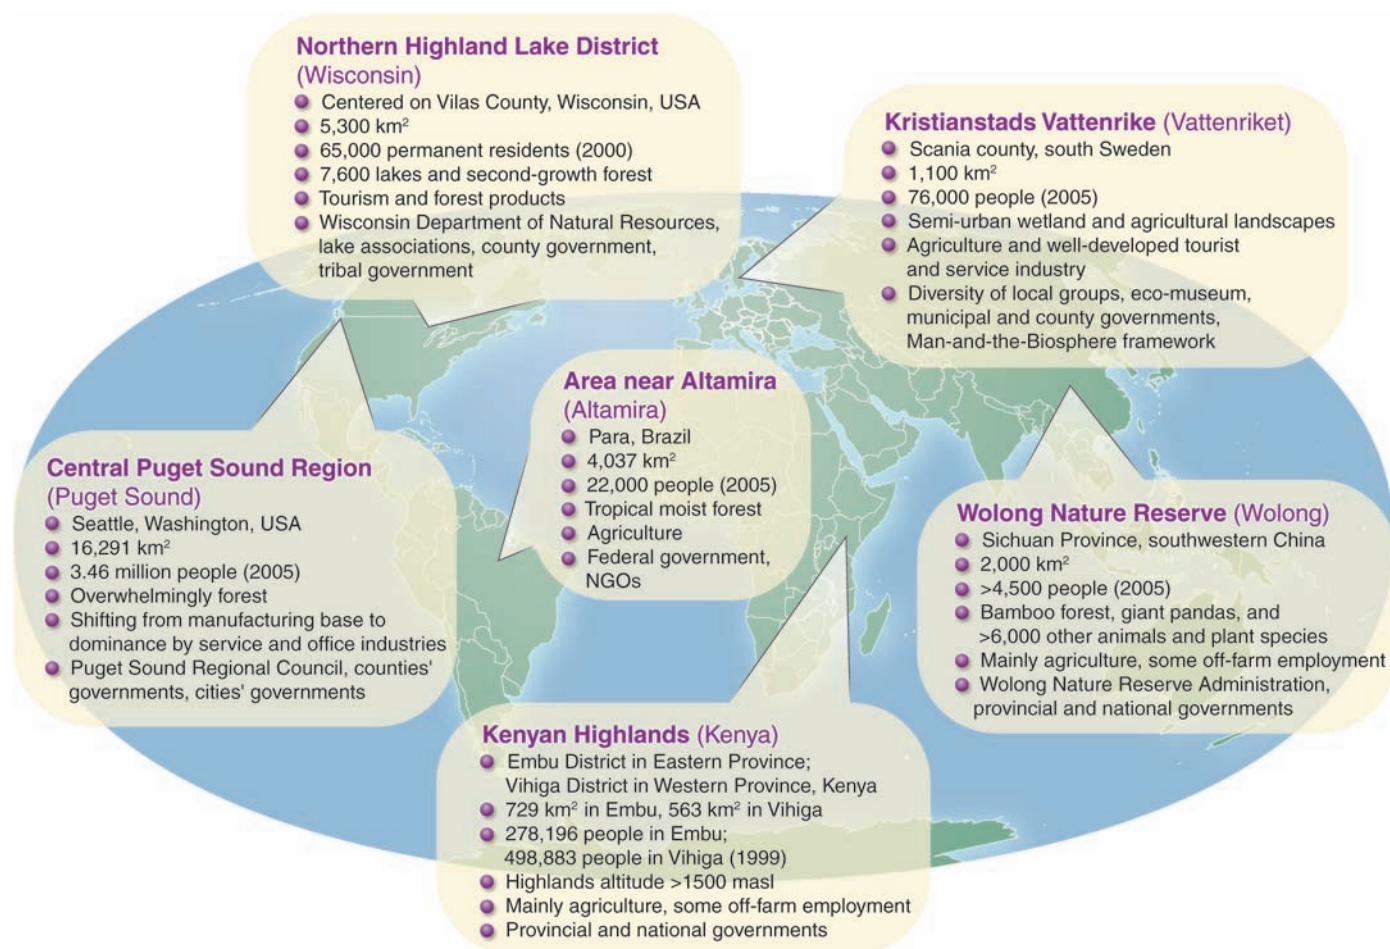 Northern Highland Lake District
(Wisconsin)
Centered on Vilas County, Wisconsin, USA
5,300 km²
65,000 permanent residents (2000)
7,600 lakes and second-growth forest
Tourism and forest products
Wisconsin Department of Natural Resources,
lake associations, county government,
tribal government
Kristianstads Vattenrike (Vattenriket)
Scania county, south Sweden
1,100 km²
76,000 people (2005)
Semi-urban wetland and agricultural landscapes
Agriculture and well-developed tourist
and service industry
Diversity of local groups, eco-museum,
municipal and county governments,
Man-and-the-Biosphere framework
Area near Altamira
(Altamira)
Para, Brazil
4,037 km²
22,000 people (2005)
Tropical moist forest
Agriculture
Federal government,
NGOs
Central Puget Sound Region
(Puget Sound)
Seattle, Washington, USA
16,291 km²
3.46 million people (2005)
Overwhelmingly forest
Shifting from manufacturing base to
dominance by service and office industries
Puget Sound Regional Council, counties'
governments, cities' governments
Wolong Nature Reserve (Wolong)
Sichuan Province, southwestern China
2,000 km²
>4,500 people (2005)
Bamboo forest, giant pandas, and
>6,000 other animals and plant species
Mainly agriculture, some off-farm employment
Wolong Nature Reserve Administration,
provincial and national governments
Kenyan Highlands (Kenya)
Embu District in Eastern Province;
Vihiga District in Western Province, Kenya
729 km² in Embu, 563 km² in Vihiga
278,196 people in Embu;
498,883 people in Vihiga (1999)
Highlands altitude >1500 masl
Mainly agriculture, some off-farm employment
Provincial and national governments